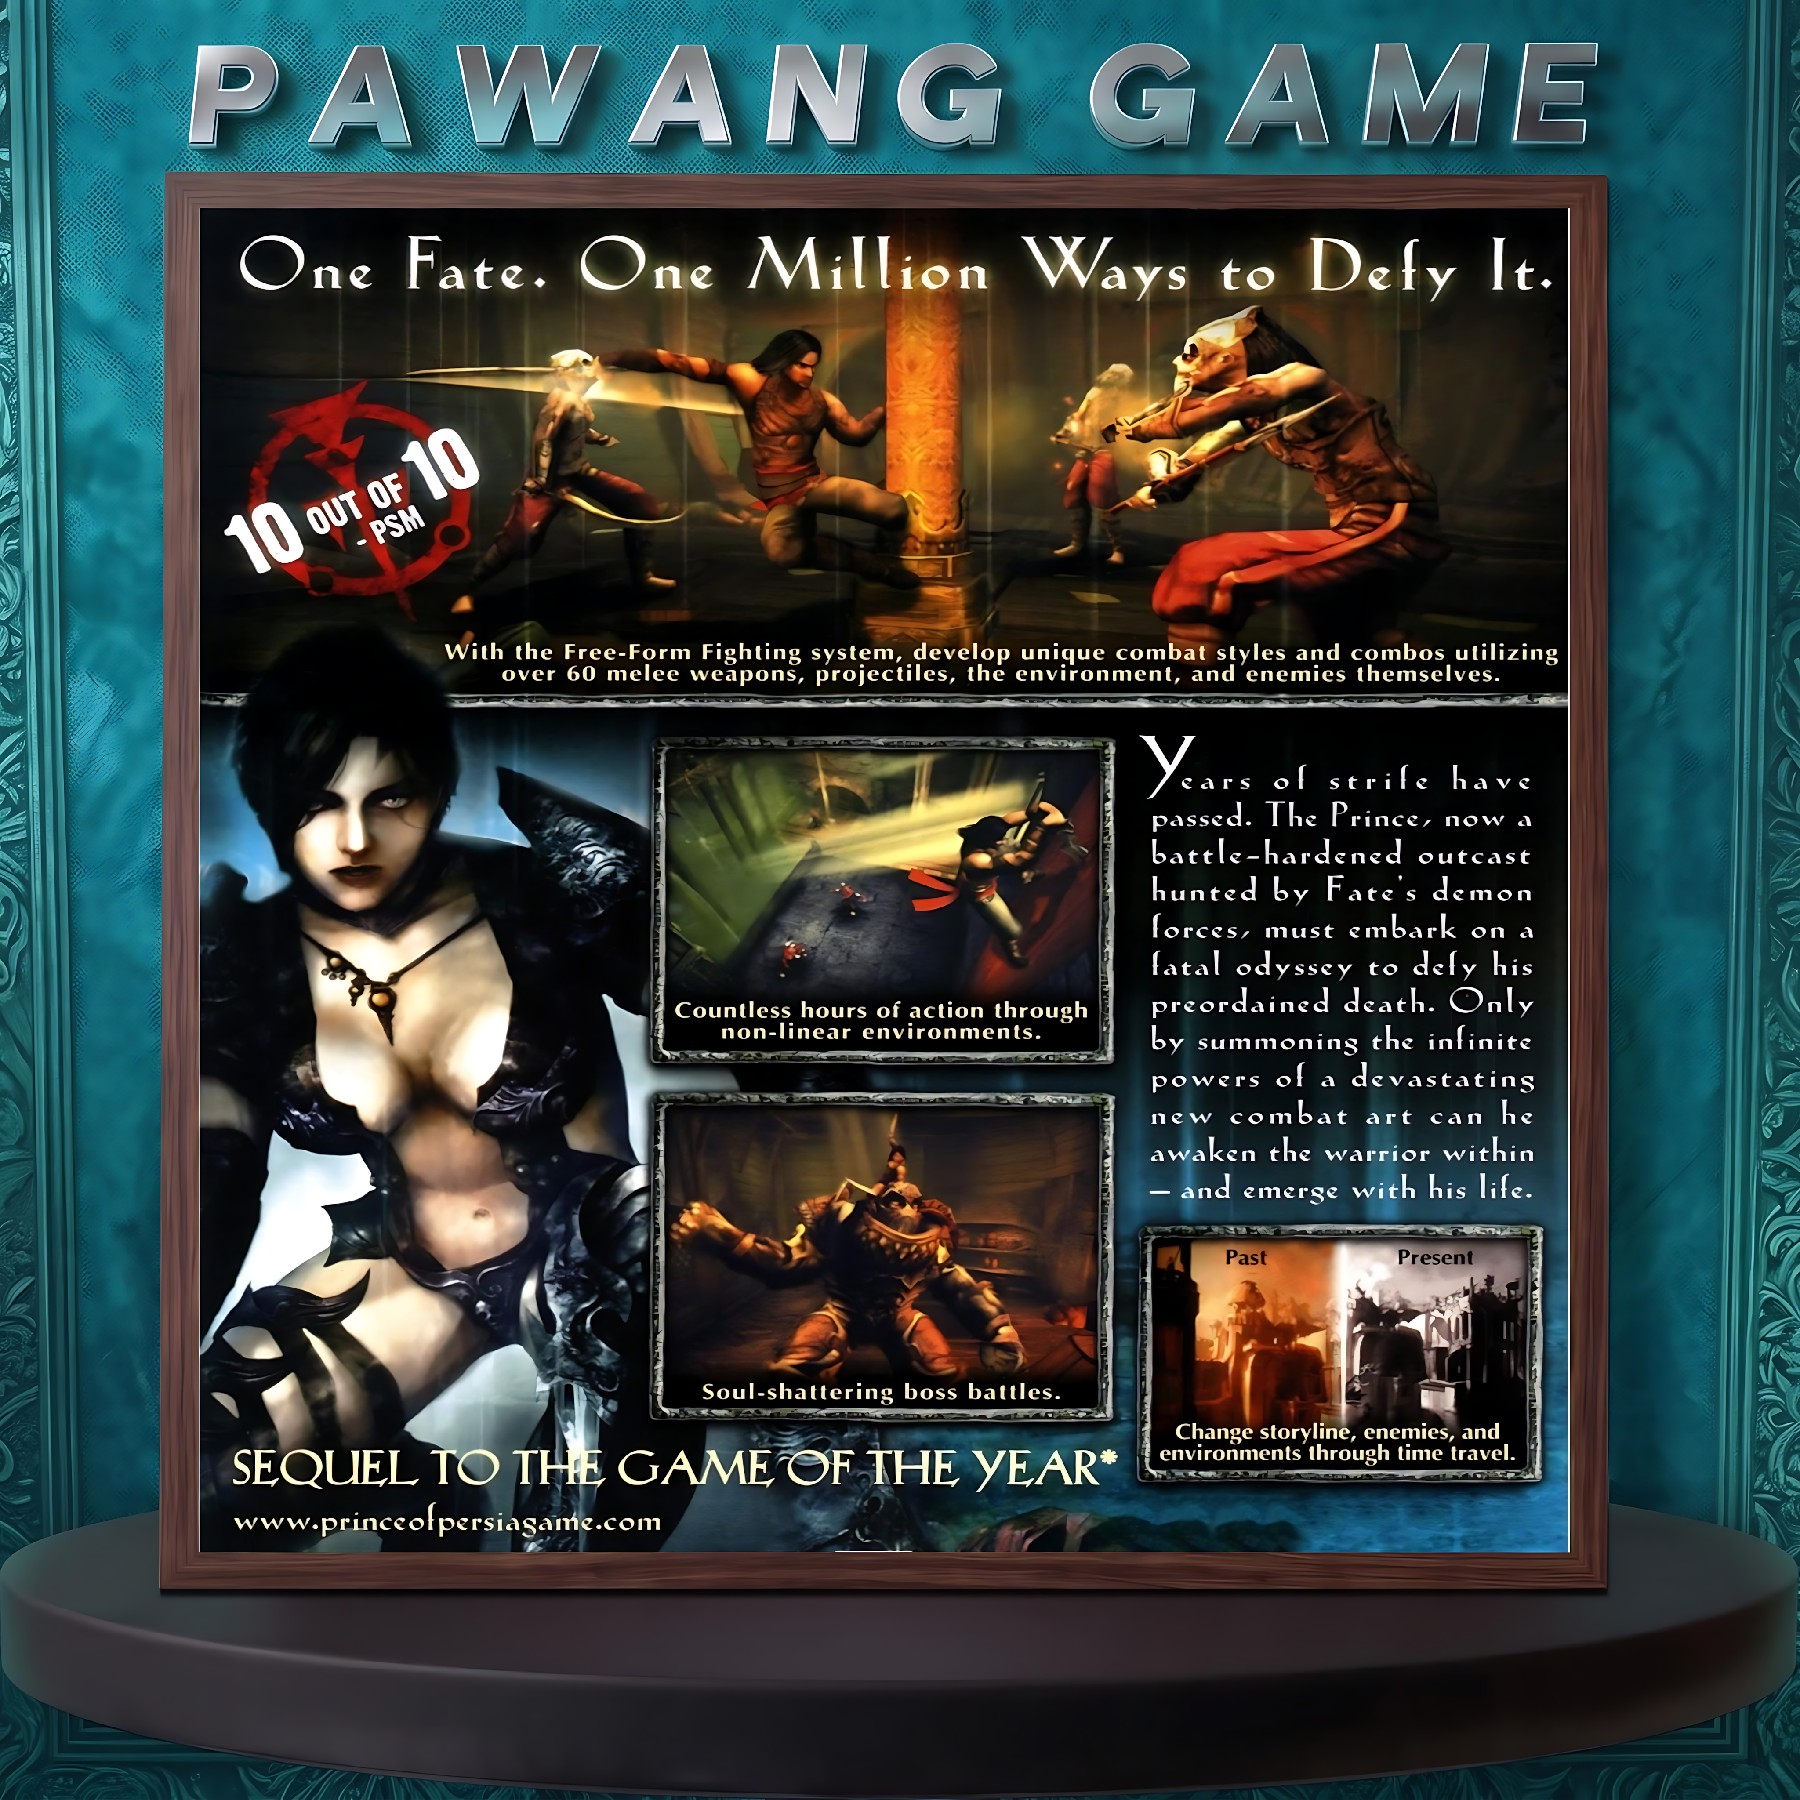 PAWANG GAME
One Fate. One Million Ways to Defy It.
10 OUT OF 10
- PSM
With the Free-Form Fighting system, develop unique combat styles and combos utilizing
over 60 melee weapons, projectiles, the environment, and enemies themselves.
Countless hours of action through
non-linear environments.
Soul-shattering boss battles.
Years of strife have
passed. The Prince, now a
battle-hardened outcast
hunted by Fate's demon
forces, must embark on a
fatal odyssey to defy his
preordained death. Only
by summoning the infinite
powers of a devastating
new combat art can he
awaken the warrior within
– and emerge with his life.
Past
Present
Change storyline, enemies, and
environments through time travel.
SEQUEL TO THE GAME OF THE YEAR*
www.princeofpersiagame.com